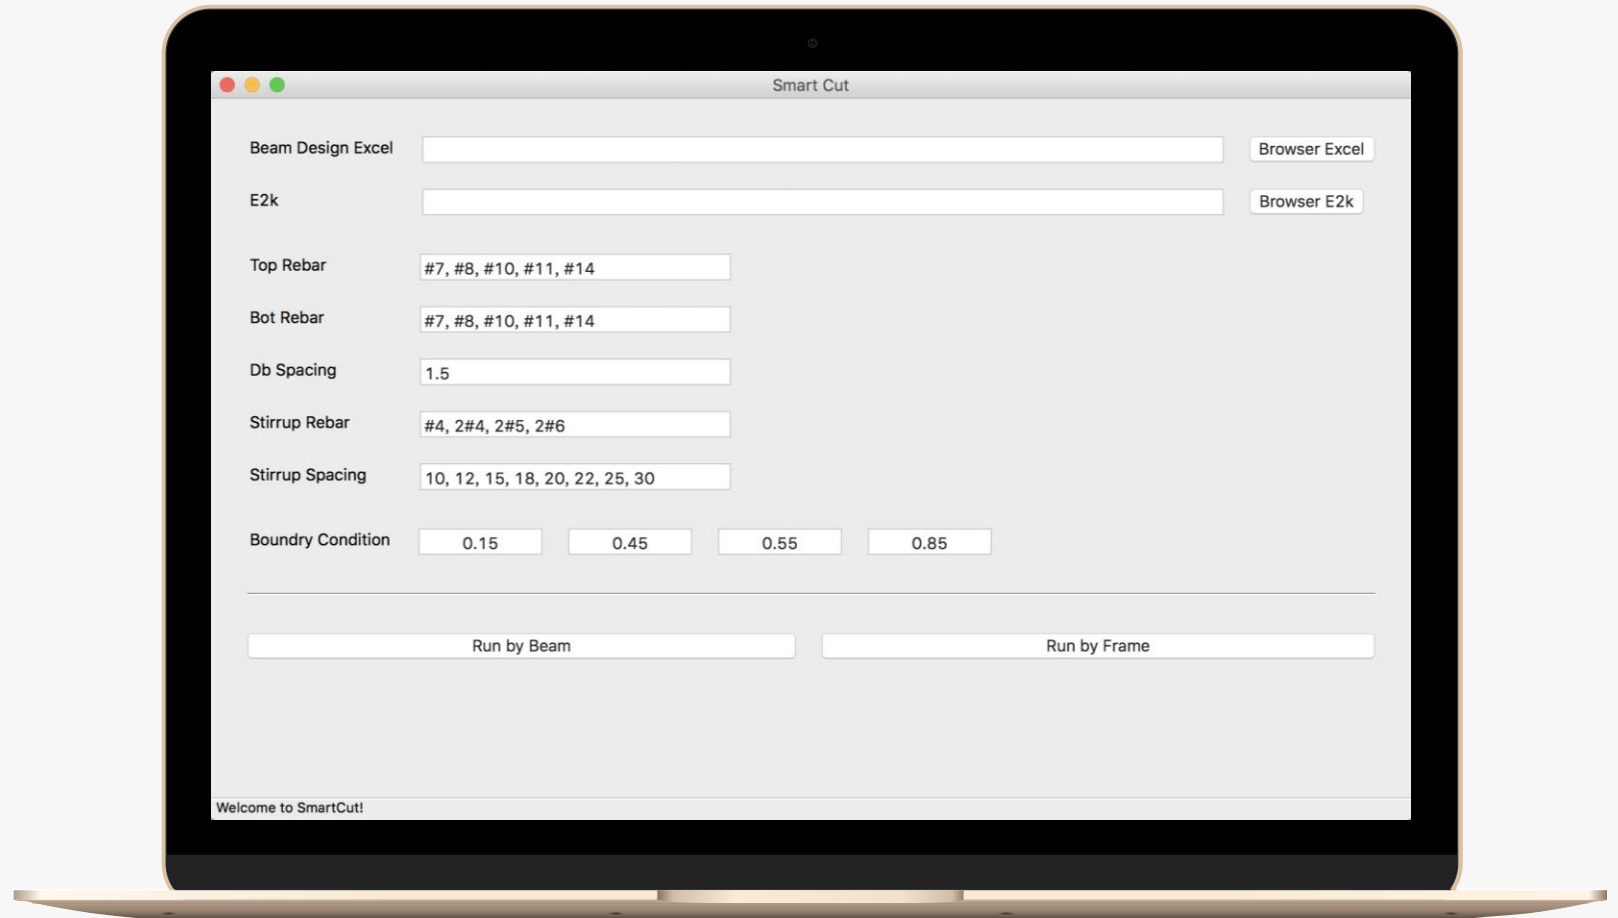 Smart Cut
Beam Design Excel
Browser Excel
E2k
Browser E2k
Top Rebar
#7, #8, #10, #11, #14
Bot Rebar
#7, #8, #10, #11, #14
Db Spacing
1.5
Stirrup Rebar
#4, 2#4, 2#5, 2#6
Stirrup Spacing
10, 12, 15, 18, 20, 22, 25, 30
Boundry Condition
0.15
0.45
0.55
0.85
Run by Beam
Run by Frame
Welcome to SmartCut!